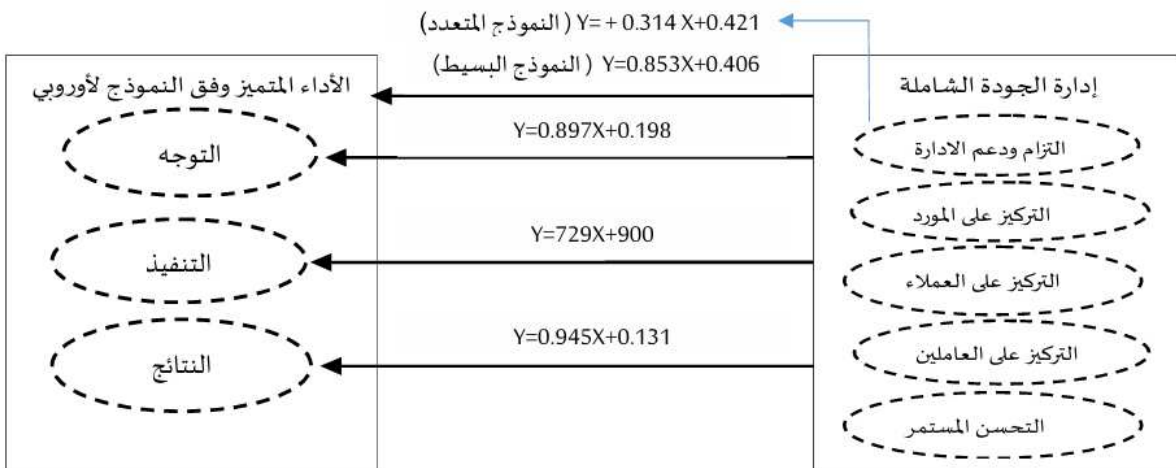 Y= + 0.314 X+0.421 (النموذج المتعدد)
Y=0.853X+0.406 (النموذج البسيط)
إدارة الجودة الشاملة
التزام ودعم الادارة
التركيز على المورد
التركيز على العملاء
التركيز على العاملين
التحسن المستمر
Y=0.897X+0.198
Y=729X+900
Y=0.945X+0.131
الأداء المتميز وفق النموذج لأوروبي
التوجه
التنفيذ
النتائج